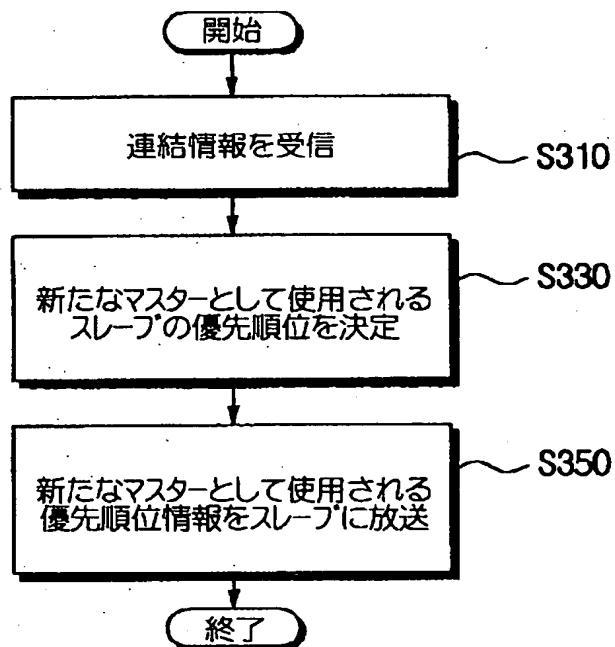 開始
連結情報を受信
S310
新たなマスターとして使用される
スレーブの優先順位を決定
S330
新たなマスターとして使用される
優先順位情報をスレーブに放送
S350
終了